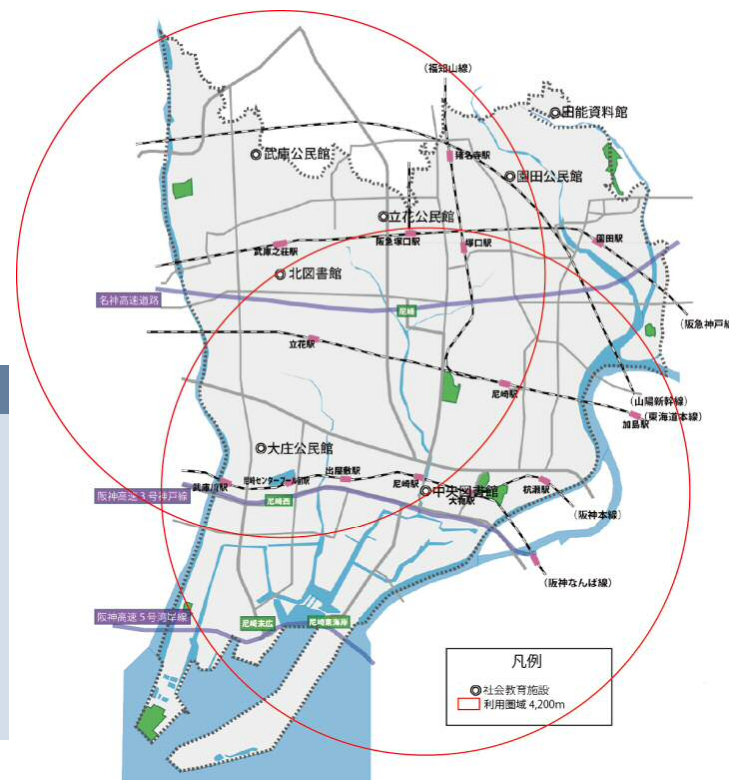 (福知山線)
田能資料館
武庫公民館
猪名寺駅
園田公民館
立花公民館
武庫之荘駅
阪急塚口駅
塚口駅
園田駅
北図書館
名神高速道路
尼崎
(阪急神戸線
立花駅
尼崎駅
(山陽新幹線)
(東海道本線)
加島駅
大庄公民館
武庫川駅
尼崎センタープール前駅
出屋敷駅
尼崎駅
中央図書館
大物駅
杭瀬駅
阪神高速3号神戸線
尼崎西
(阪神本線)
(阪神なんば線)
阪神高速5号湾岸線
尼崎末広
尼崎東海岸
凡例
社会教育施設
利用圏域 4,200m